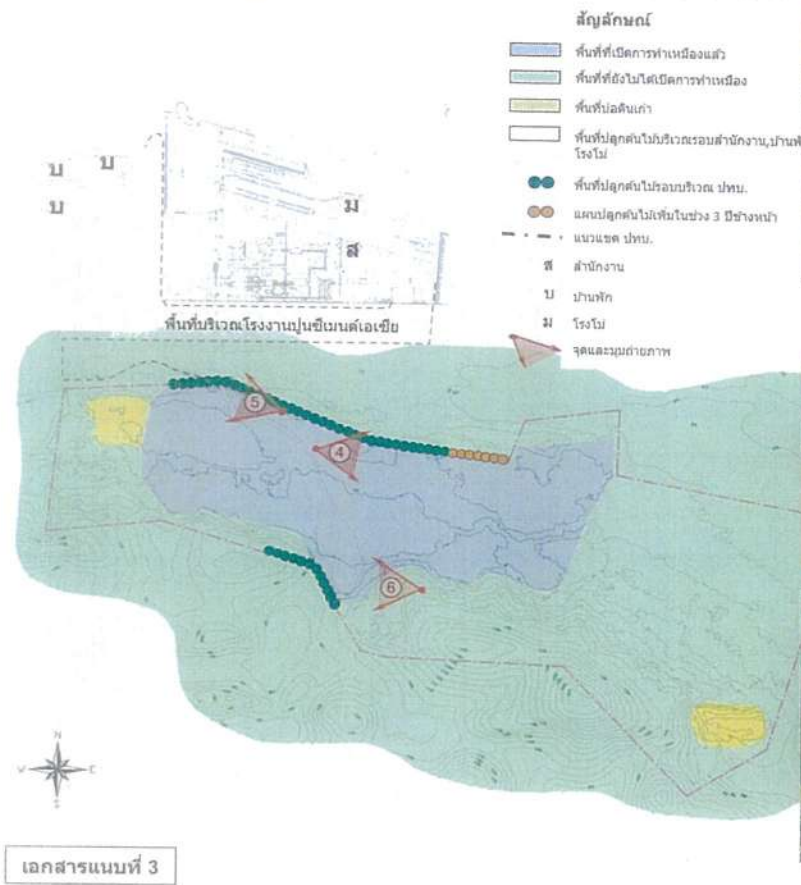 สัญลักษณ์
พื้นที่ที่เปิดการทำเหมืองแล้ว
พื้นที่ที่ยังไม่ได้เปิดการทำเหมือง
พื้นที่บ่อดินเก่า
พื้นที่ปลูกต้นไม้บริเวณรอบสำนักงาน,บ้านพั
โรงโม่
พื้นที่ปลูกต้นไม้รอบบริเวณ ปทบ.
แผนปลูกต้นไม้เพิ่มในช่วง 3 ปีข้างหน้า
แนวเขต ปทบ.
ส สำนักงาน
บ บ้านพัก
ม โรงโม่
จุดและมุมถ่ายภาพ
บ บ
บ
ม
ส
พื้นที่บริเวณโรงงานปูนซีเมนต์เอเซีย
5
4
6
N
W E
S
เอกสารแนบที่ 3